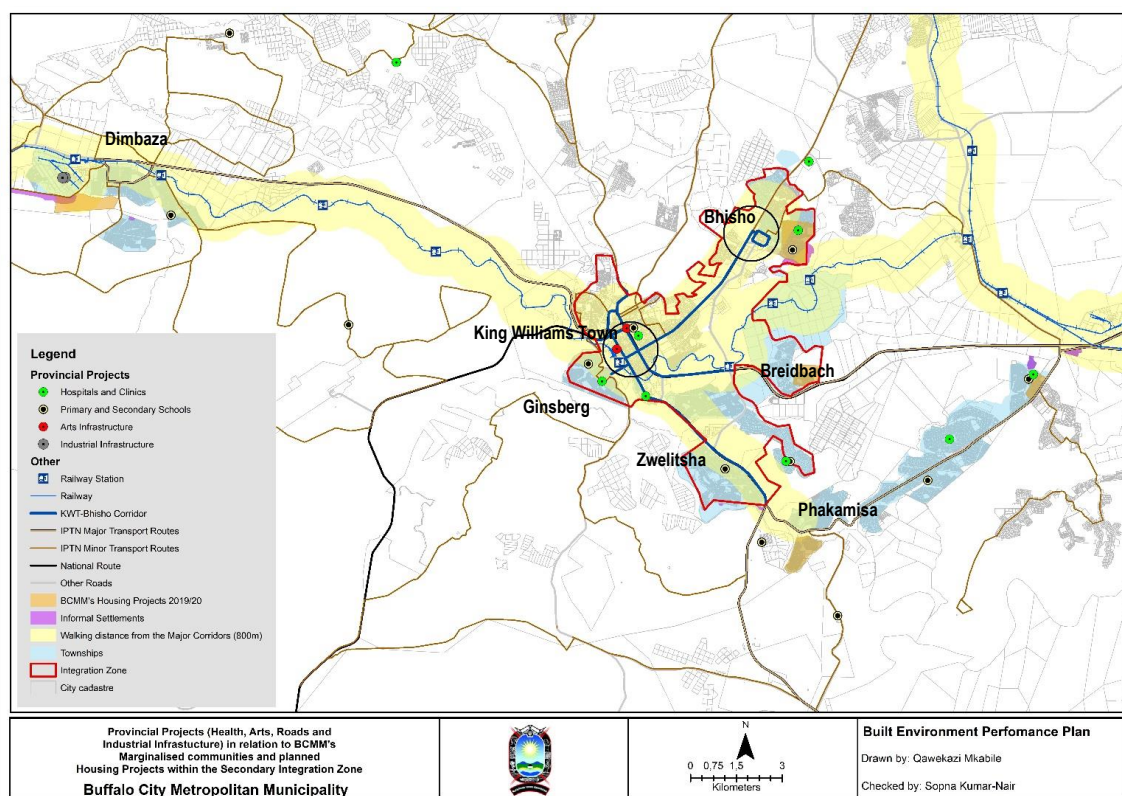 Dimbaza
Bhisho
King Williams Town
Breidbach
Ginsberg
Zwelitsha
Phakamisa
Legend
Provincial Projects
Hospitals and Clinics
Primary and Secondary Schools
Arts Infrastructure
Industrial Infrastructure
Other
Railway Station
Railway
KWT-Bhisho Corridor
IPTN Major Transport Routes
IPTN Minor Transport Routes
National Route
Other Roads
BCMM's Housing Projects 2019/20
Informal Settlements
Walking distance from the Major Corridors (800m)
Townships
Integration Zone
City cadastre
Provincial Projects (Health, Arts, Roads and
Industrial Infrastucture) in relation to BCMM's
Marginalised communities and planned
Housing Projects within the Secondary Integration Zone
Buffalo City Metropolitan Municipality
N
0 0,75 1,5 3
Kilometers
Built Environment Perfomance Plan
Drawn by: Qawekazi Mkabile
Checked by: Sopna Kumar-Nair